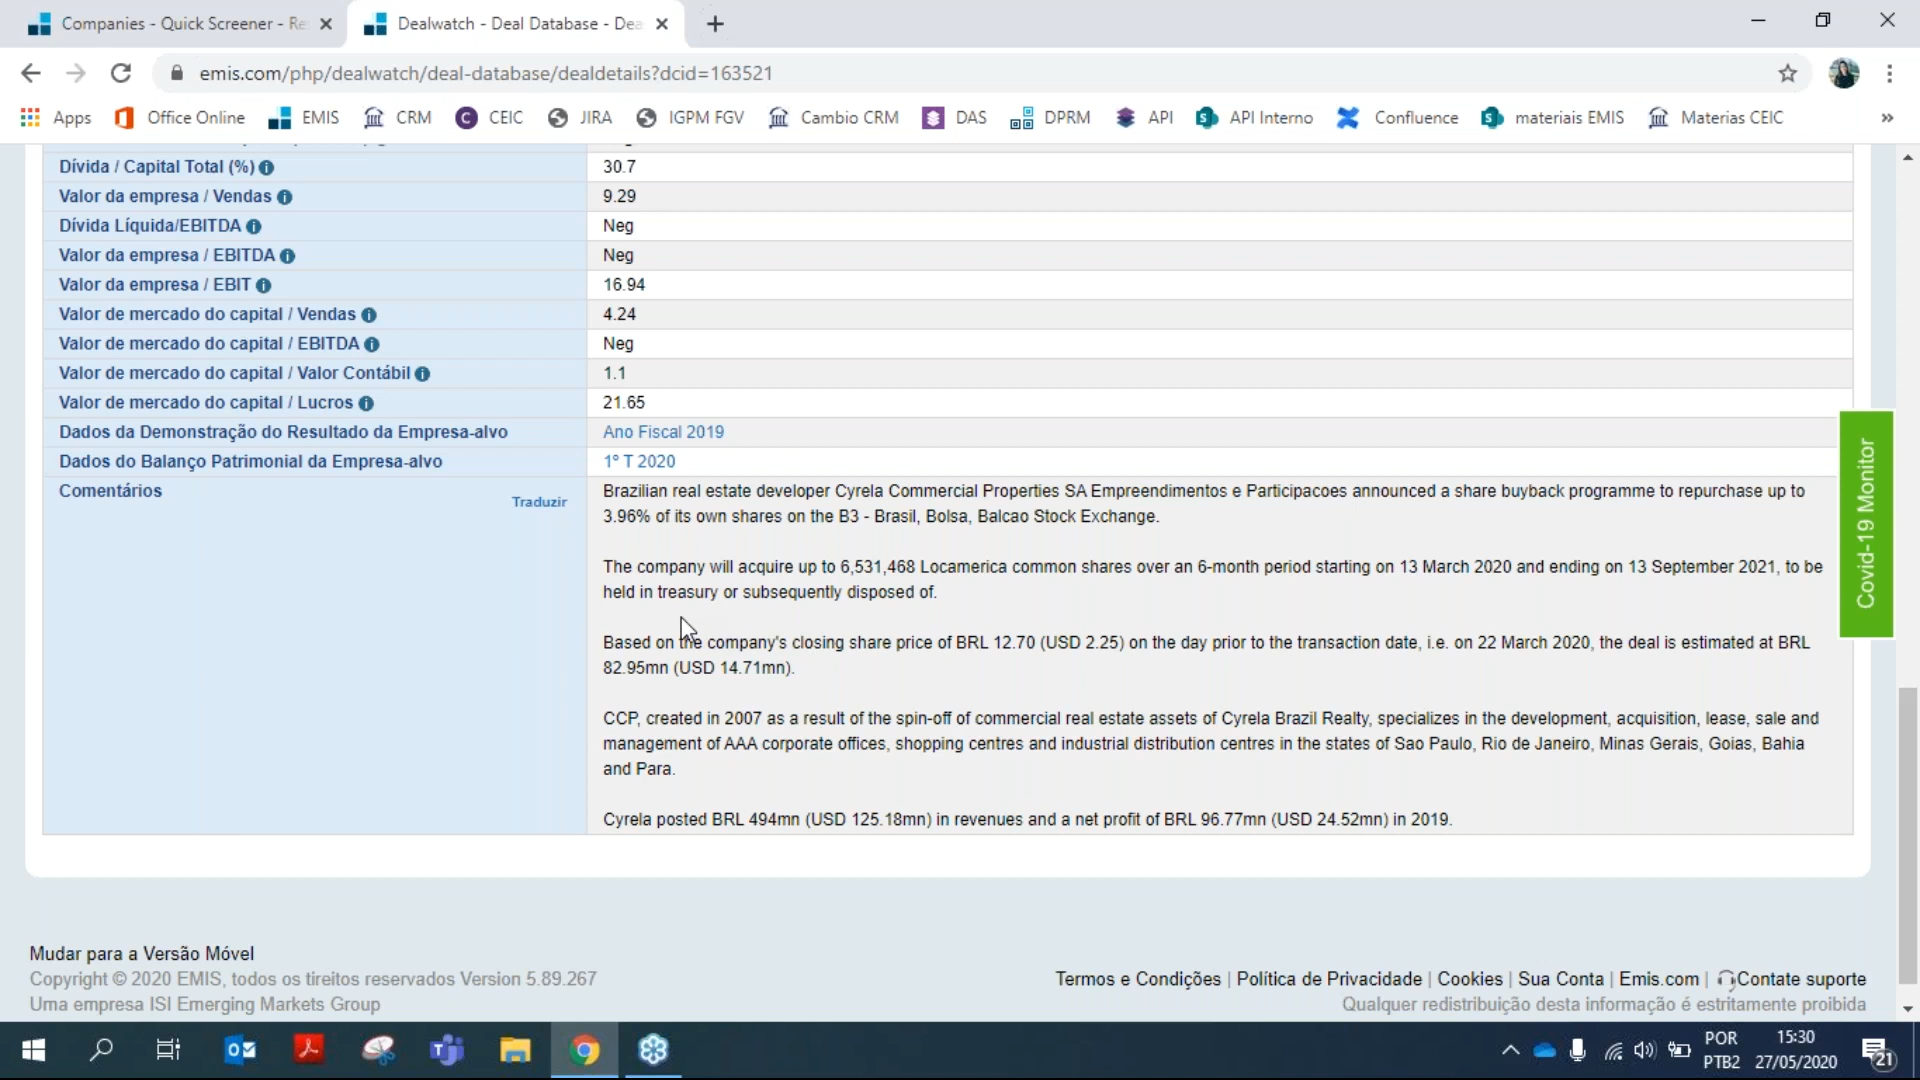 Companies - Quick Screener - Re
Dealwatch - Deal Database - Dea
emis.com/php/dealwatch/deal-database/dealdetails?dcid=163521
Apps Office Online EMIS CRM CEIC JIRA IGPM FGV Cambio CRM DAS DPRM API API Interno Confluence materiais EMIS Materias CEIC »
Dívida / Capital Total (%) 30.7
Valor da empresa / Vendas 9.29
Dívida Líquida/EBITDA Neg
Valor da empresa / EBITDA Neg
Valor da empresa / EBIT 16.94
Valor de mercado do capital / Vendas 4.24
Valor de mercado do capital / EBITDA Neg
Valor de mercado do capital / Valor Contábil 1.1
Valor de mercado do capital / Lucros 21.65
Dados da Demonstração do Resultado da Empresa-alvo Ano Fiscal 2019
Dados do Balanço Patrimonial da Empresa-alvo 1º T 2020
Comentários
Traduzir
Brazilian real estate developer Cyrela Commercial Properties SA Empreendimentos e Participacoes announced a share buyback programme to repurchase up to
3.96% of its own shares on the B3 - Brasil, Bolsa, Balcao Stock Exchange.
The company will acquire up to 6,531,468 Locamerica common shares over an 6-month period starting on 13 March 2020 and ending on 13 September 2021, to be
held in treasury or subsequently disposed of.
Based on the company's closing share price of BRL 12.70 (USD 2.25) on the day prior to the transaction date, i.e. on 22 March 2020, the deal is estimated at BRL
82.95mn (USD 14.71mn).
CCP, created in 2007 as a result of the spin-off of commercial real estate assets of Cyrela Brazil Realty, specializes in the development, acquisition, lease, sale and
management of AAA corporate offices, shopping centres and industrial distribution centres in the states of Sao Paulo, Rio de Janeiro, Minas Gerais, Goias, Bahia
and Para.
Cyrela posted BRL 494mn (USD 125.18mn) in revenues and a net profit of BRL 96.77mn (USD 24.52mn) in 2019.
Covid-19 Monitor
Mudar para a Versão Móvel
Copyright © 2020 EMIS, todos os tireitos reservados Version 5.89.267
Uma empresa ISI Emerging Markets Group
Termos e Condições | Política de Privacidade | Cookies | Sua Conta | Emis.com | Contate suporte
Qualquer redistribuição desta informação é estritamente proibida
POR
PTB2
15:30
27/05/2020
21